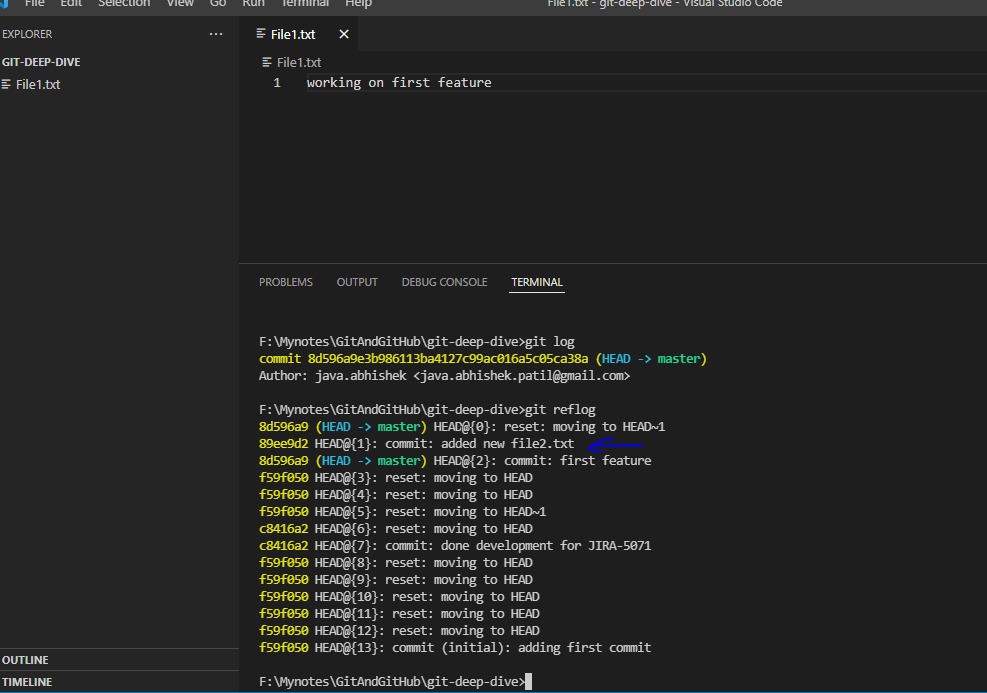 File Edit Selection View Go Run Terminal Help File1.txt - git-deep-dive - Visual Studio Code
EXPLORER ···
GIT-DEEP-DIVE
File1.txt
File1.txt ×
File1.txt
1 working on first feature
PROBLEMS OUTPUT DEBUG CONSOLE TERMINAL
F:\Mynotes\GitAndGitHub\git-deep-dive>git log
commit 8d596a9e3b986113ba4127c99ac016a5c05ca38a (HEAD -> master)
Author: java.abhishek <java.abhishek.patil@gmail.com>
F:\Mynotes\GitAndGitHub\git-deep-dive>git reflog
8d596a9 (HEAD -> master) HEAD@{0}: reset: moving to HEAD~1
89ee9d2 HEAD@{1}: commit: added new file2.txt
8d596a9 (HEAD -> master) HEAD@{2}: commit: first feature
f59f050 HEAD@{3}: reset: moving to HEAD
f59f050 HEAD@{4}: reset: moving to HEAD
f59f050 HEAD@{5}: reset: moving to HEAD~1
c8416a2 HEAD@{6}: reset: moving to HEAD
c8416a2 HEAD@{7}: commit: done development for JIRA-5071
f59f050 HEAD@{8}: reset: moving to HEAD
f59f050 HEAD@{9}: reset: moving to HEAD
f59f050 HEAD@{10}: reset: moving to HEAD
f59f050 HEAD@{11}: reset: moving to HEAD
f59f050 HEAD@{12}: reset: moving to HEAD
f59f050 HEAD@{13}: commit (initial): adding first commit
F:\Mynotes\GitAndGitHub\git-deep-dive>
OUTLINE
TIMELINE